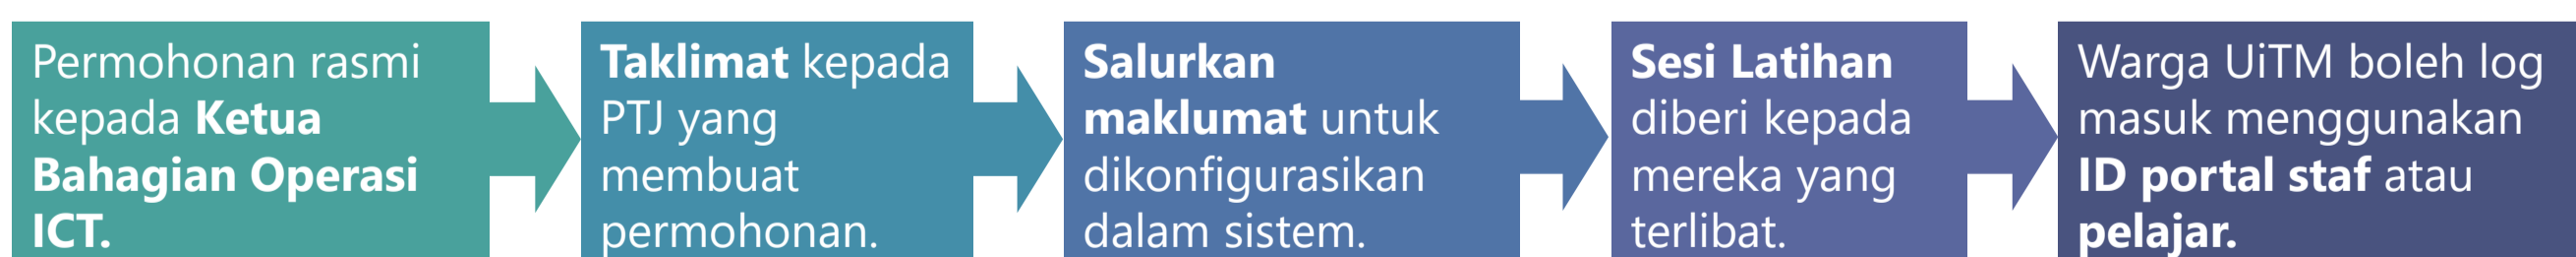 Permohonan rasmi
kepada Ketua
Bahagian Operasi
ICT.
Taklimat kepada
PTJ yang
membuat
permohonan.
Salurkan
maklumat untuk
dikonfigurasikan
dalam sistem.
Sesi Latihan
diberi kepada
mereka yang
terlibat.
Warga UiTM boleh log
masuk menggunakan
ID portal staf atau
pelajar.